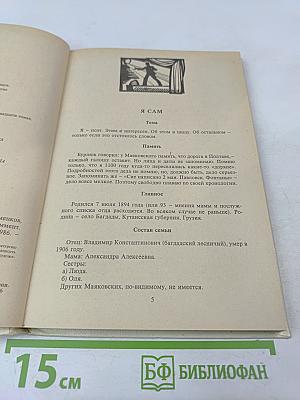 Я САМ
Тема
Я — поэт. Этим и интересен. Об этом и пишу. Об остальном —
только если это отстоялось словом.
Память
Бурлюк говорил: у Маяковского память, что дорога в Полтаве,—
каждый галошу оставит. Но лица и даты не запоминаю. Помню
только, что в 1100 году куда-то переселялись какие-то «доряне».
Подробностей этого дела не помню, но, должно быть, дело серьез-
ное. Запоминать же — «Сие написано 2 мая. Павловск. Фонтаны» —
дело вовсе мелкое. Поэтому свободно плаваю по своей хронологии.
Главное
Родился 7 июля 1894 года (или 93 — мнения мамы и послуж-
ного списка отца расходятся. Во всяком случае не раньше). Ро-
дина — село Багдады, Кутаисская губерния, Грузия.
Состав семьи
Отец: Владимир Константинович (багдадский лесничий), умер в
1906 году.
Мама: Александра Алексеевна.
Сестры:
а) Люда.
б) Оля.
Других Маяковских, по-видимому, не имеется.
5
15 см
БФ БИБЛИОФАН